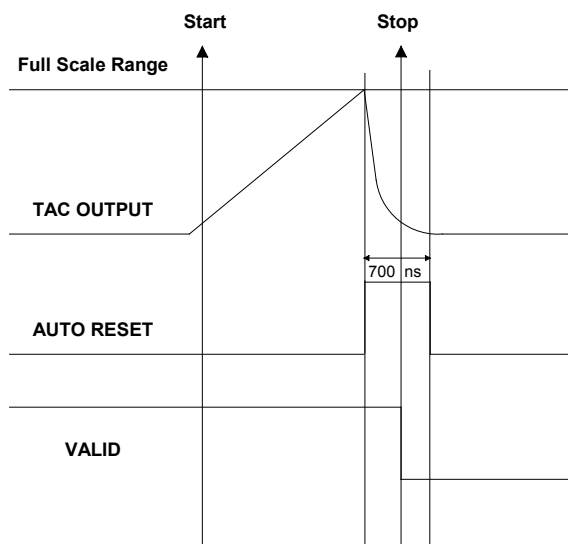 Start
Stop
Full Scale Range
TAC OUTPUT
700 ns
AUTO RESET
VALID